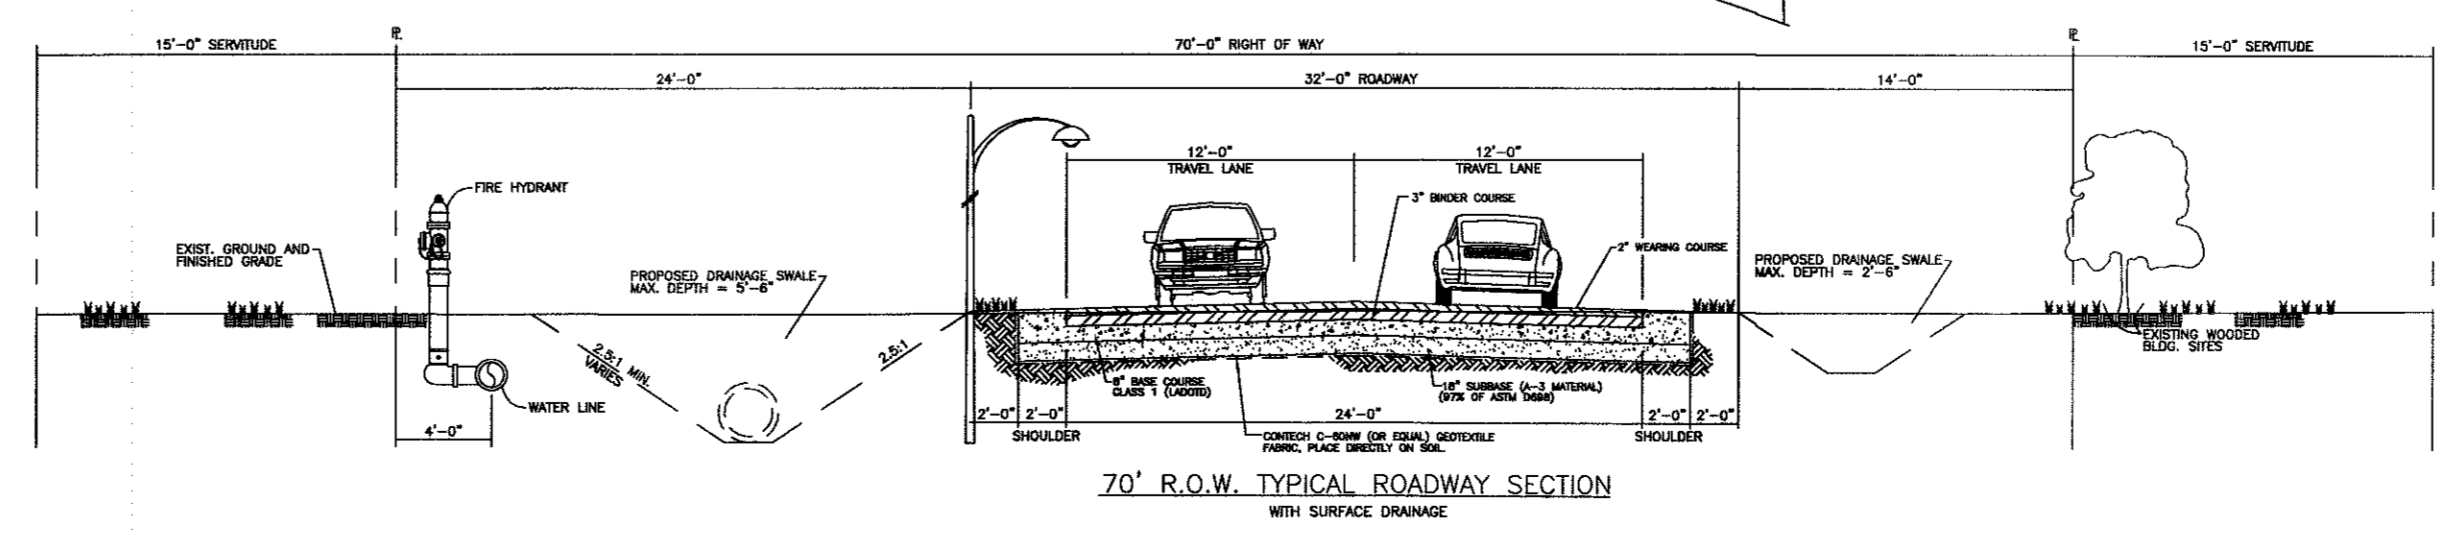 ℞
℞
15'-0" SERVITUDE
70'-0" RIGHT OF WAY
15'-0" SERVITUDE
24'-0"
32'-0" ROADWAY
14'-0"
12'-0"
TRAVEL LANE
12'-0"
TRAVEL LANE
FIRE HYDRANT
3" BINDER COURSE
EXIST. GROUND AND
FINISHED GRADE
2" WEARING COURSE
PROPOSED DRAINAGE SWALE
MAX. DEPTH = 5'-6"
PROPOSED DRAINAGE SWALE
MAX. DEPTH = 2'-6"
2.5:1 MIN.
VARIES
2.5:1
EXISTING WOODED
BLDG. SITES
8" BASE COURSE
CLASS 1 (LADOTD)
18" SUBBASE (A-3 MATERIAL)
(97% OF ASTM D698)
WATER LINE
4'-0"
2'-0"
2'-0"
24'-0"
2'-0"
2'-0"
SHOULDER
SHOULDER
CONTECH C-60NW (OR EQUAL) GEOTEXTILE
FABRIC, PLACE DIRECTLY ON SOIL.
70' R.O.W. TYPICAL ROADWAY SECTION
WITH SURFACE DRAINAGE